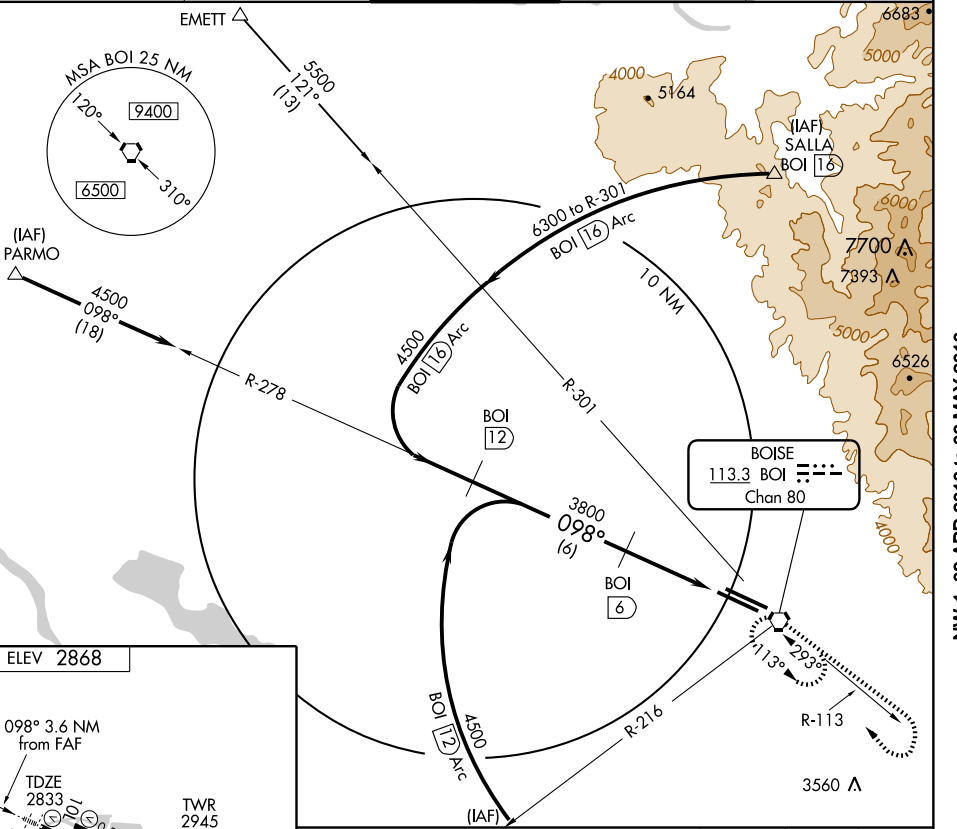 EMETT
6683
5000
MSA BOI 25 NM
120°
9400
6500
310°
5500
121°
(13)
4000
5164
(IAF)
SALLA
BOI 16
6300 to R-301
BOI 16 Arc
6000
7700
7393
(IAF)
PARMO
4500
098°
(18)
10 NM
5000
4500
BOI 16 Arc
6526
R-278
R-301
BOI
12
BOISE
113.3 BOI
Chan 80
3800
098°
(6)
4000
BOI
6
293°
113°
R-113
ELEV 2868
R-216
4500
BOI 12 Arc
098° 3.6 NM
from FAF
TDZE
2833
10L
TWR
2945
3560
(IAF)